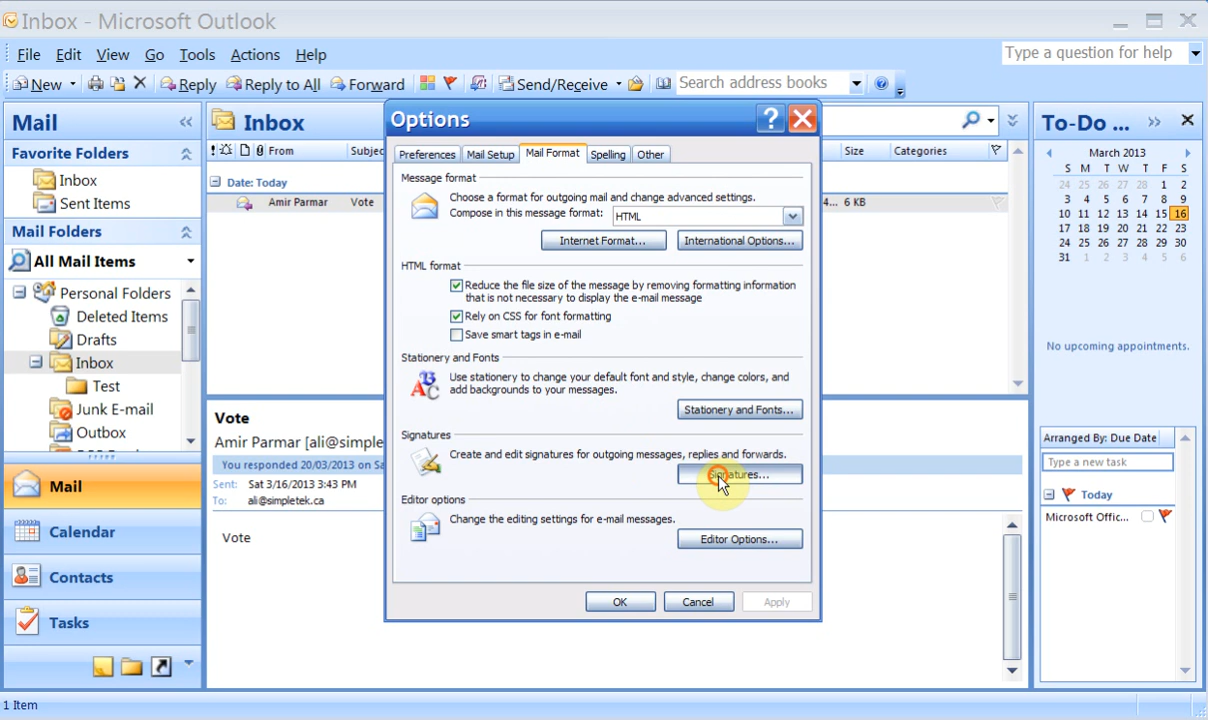 Inbox - Microsoft Outlook
File Edit View Go Tools Actions Help
Type a question for help
New Reply Reply to All Forward Send/Receive Search address books
Mail
Favorite Folders
Inbox
Sent Items
Mail Folders
All Mail Items
Personal Folders
Deleted Items
Drafts
Inbox
Test
Junk E-mail
Outbox
Mail
Calendar
Contacts
Tasks
1 Item
Inbox
From Subjec Size Categories
Date: Today
Amir Parmar Vote 4... 6 KB
Vote
Amir Parmar [ali@simple
You responded 20/03/2013 on Sa
Sent: Sat 3/16/2013 3:43 PM
To: ali@simpletek.ca
Vote
Options
Preferences Mail Setup Mail Format Spelling Other
Message format
Choose a format for outgoing mail and change advanced settings.
Compose in this message format: HTML
Internet Format... International Options...
HTML format
Reduce the file size of the message by removing formatting information
that is not necessary to display the e-mail message
Rely on CSS for font formatting
Save smart tags in e-mail
Stationery and Fonts
Use stationery to change your default font and style, change colors, and
add backgrounds to your messages.
Stationery and Fonts...
Signatures
Create and edit signatures for outgoing messages, replies and forwards.
Signatures...
Editor options
Change the editing settings for e-mail messages.
Editor Options...
OK Cancel Apply
To-Do ...
March 2013
S M T W T F S
24 25 26 27 28 1 2
3 4 5 6 7 8 9
10 11 12 13 14 15 16
17 18 19 20 21 22 23
24 25 26 27 28 29 30
31 1 2 3 4 5 6
No upcoming appointments.
Arranged By: Due Date
Type a new task
Today
Microsoft Offic...